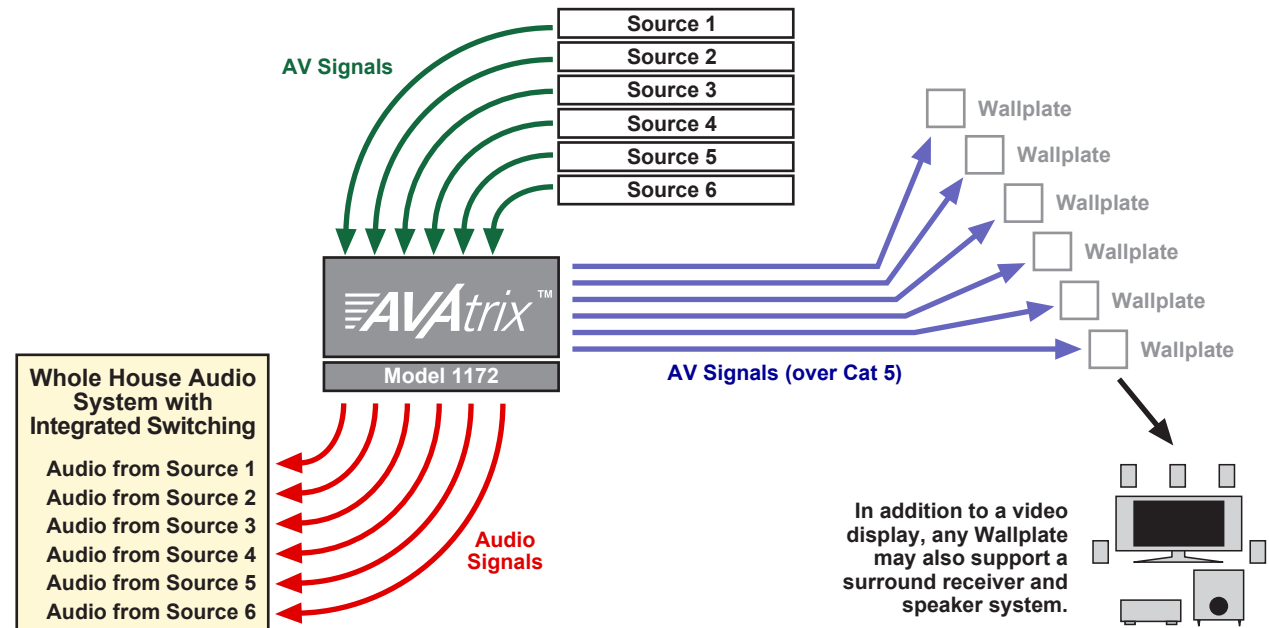 Source 1
AV Signals
Source 2
Source 3
Source 4
Source 5
Source 6
Wallplate
Wallplate
Wallplate
Wallplate
Wallplate
Wallplate
AVAtrix™
Model 1172
AV Signals (over Cat 5)
Whole House Audio
System with
Integrated Switching
Audio from Source 1
Audio from Source 2
Audio from Source 3
Audio from Source 4
Audio from Source 5
Audio from Source 6
Audio
Signals
In addition to a video
display, any Wallplate
may also support a
surround receiver and
speaker system.